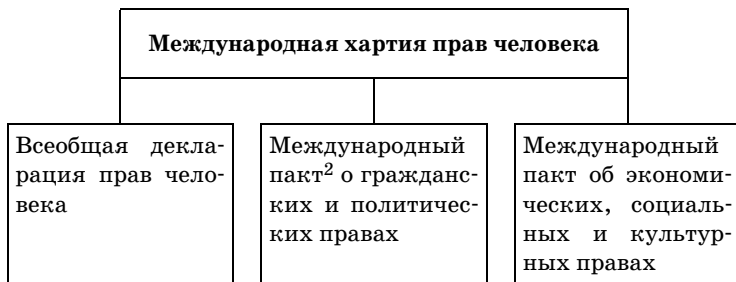 Международная хартия прав человека
Всеобщая декла-
рация прав чело-
века
Международный
пакт² о гражданс-
ких и политичес-
ких правах
Международный
пакт об экономи-
ческих, социаль-
ных и культур-
ных правах